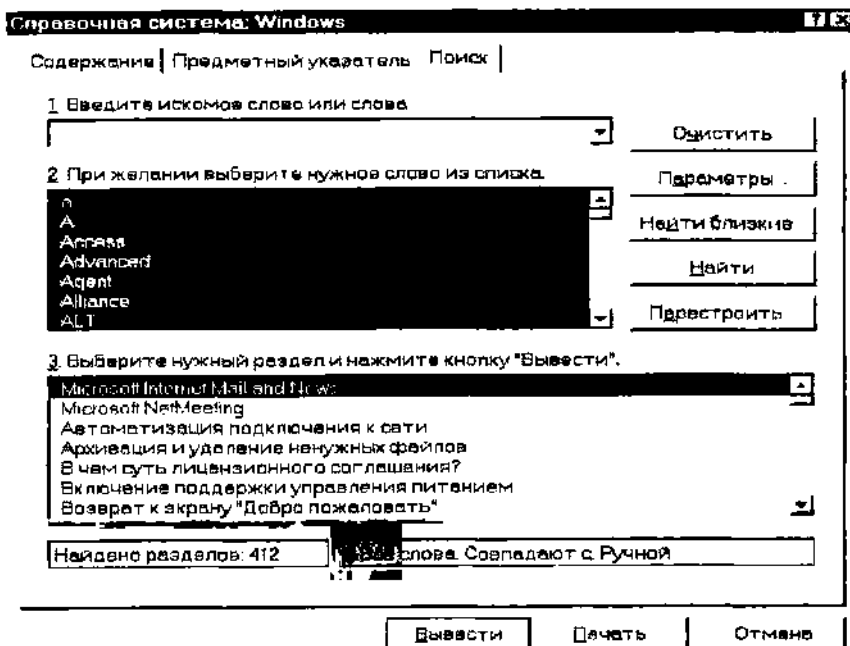 Справочная система: Windows
Содержание Предметный указатель Поиск
1 Введите искомое слово или слова
Очистить
2 При желании выберите нужное слово из списка.
Параметры .
a
A
Access
Найти близкие
Advanced
Agent
Найти
Alliance
ALT
Перестроить
3. Выберите нужный раздел и нажмите кнопку "Вывести".
Microsoft Internet Mail and News
Microsoft NetMeeting
Автоматизация подключения к сети
Архивация и удаление ненужных файлов
В чем суть лицензионного соглашения?
Включение поддержки управления питанием
Возврат к экрану "Добро пожаловать"
Найдено разделов: 412
слова. Совпадают с, Ручной
Вывести Печать Отмена